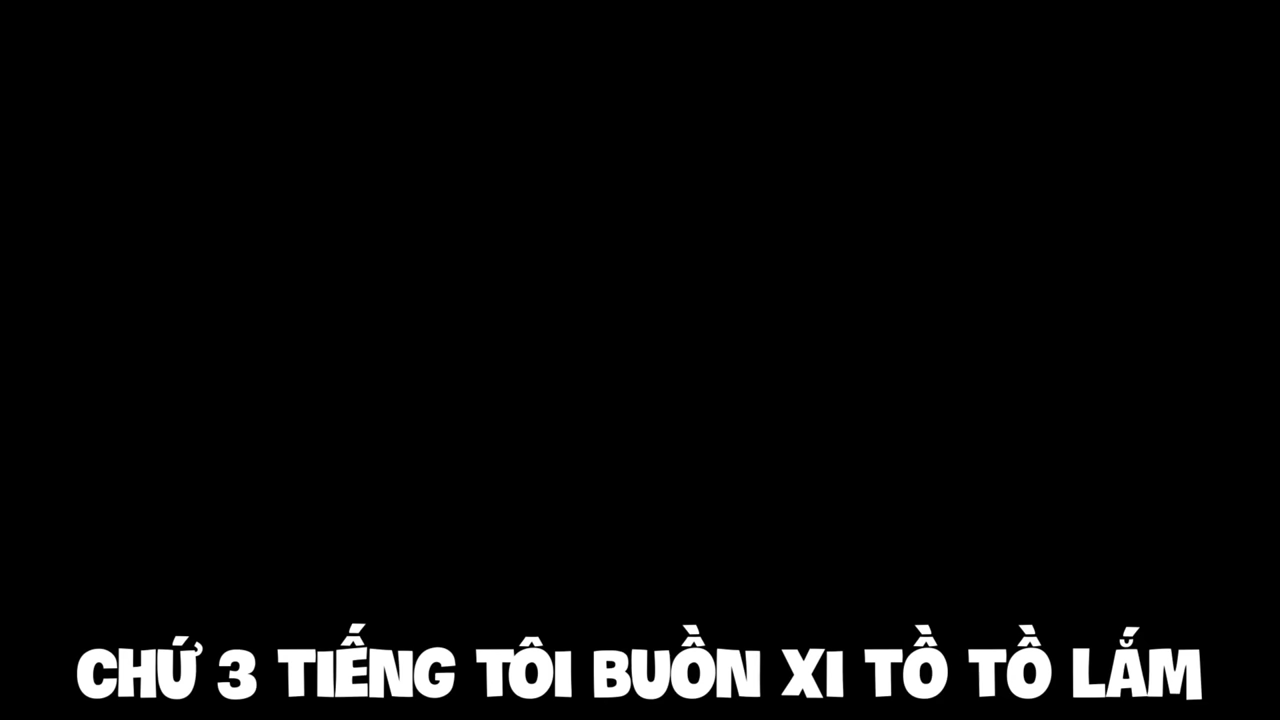 CHỨ 3 TIẾNG TÔI BUỒN XI TỒ TỒ LẮM